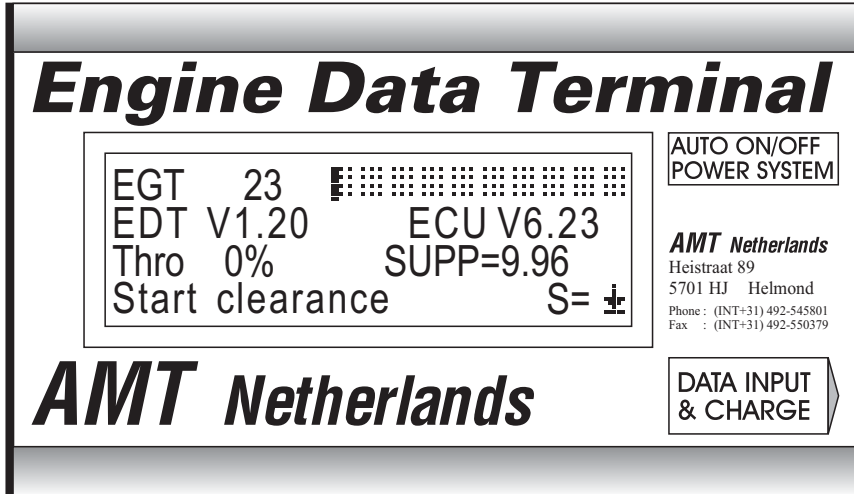 Engine Data Terminal
EGT 23
EDT V1.20 ECU V6.23
Thro 0% SUPP=9.96
Start clearance S=
AUTO ON/OFF
POWER SYSTEM
AMT Netherlands
Heistraat 89
5701 HJ Helmond
Phone : (INT+31) 492-545801
Fax : (INT+31) 492-550379
AMT Netherlands
DATA INPUT
& CHARGE